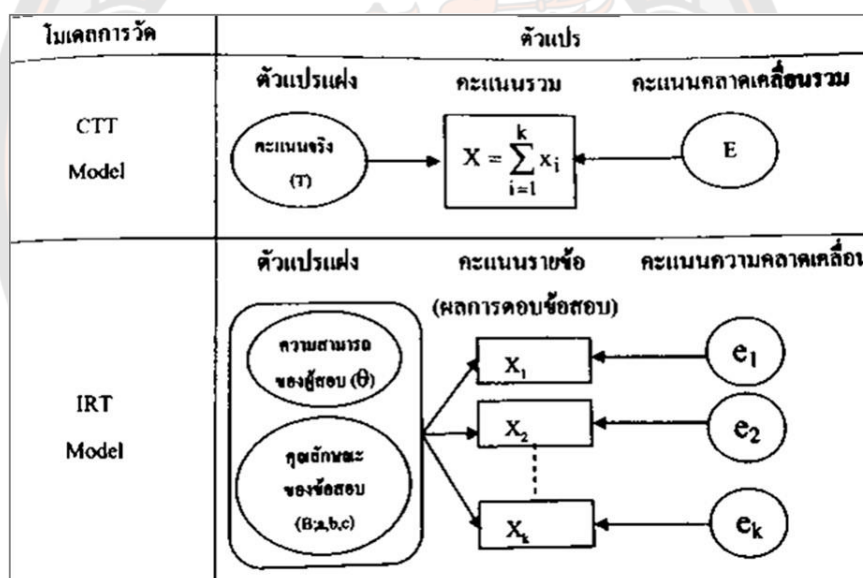 โมเดลการวัด
ตัวแปร
CTT
Model
ตัวแปรแฝง
คะแนนรวม
คะแนนคลาดเคลื่อนรวม
คะแนนจริง
(T)
X = k ∑ i=1 xi
E
IRT
Model
ตัวแปรแฝง
คะแนนรายข้อ
คะแนนความคลาดเคลื่อน
(ผลการตอบข้อสอบ)
ความสามารถ
ของผู้สอบ (θ)
คุณลักษณะ
ของข้อสอบ
(B;a,b,c)
X1
e1
X2
e2
Xk
ek